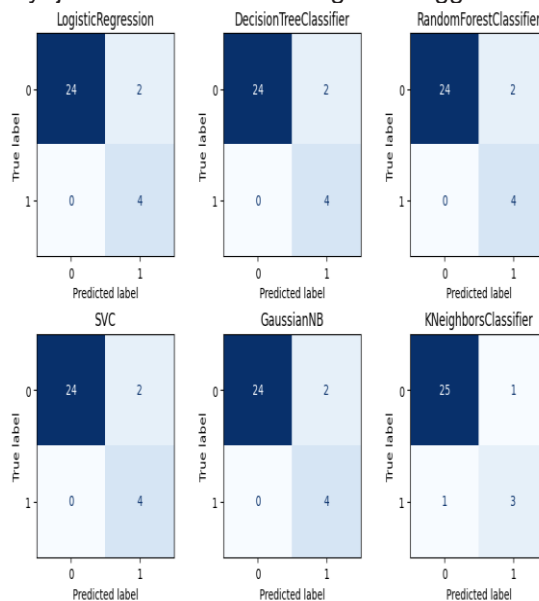 LogisticRegression DecisionTreeClassifier RandomForestClassifier
True label 0 24 2 True label 0 24 2 True label 0 24 2
1 0 4 1 0 4 1 0 4
0 1 0 1 0 1
Predicted label Predicted label Predicted label
SVC GaussianNB KNeighborsClassifier
True label 0 24 2 True label 0 24 2 True label 0 25 1
1 0 4 1 0 4 1 1 3
0 1 0 1 0 1
Predicted label Predicted label Predicted label